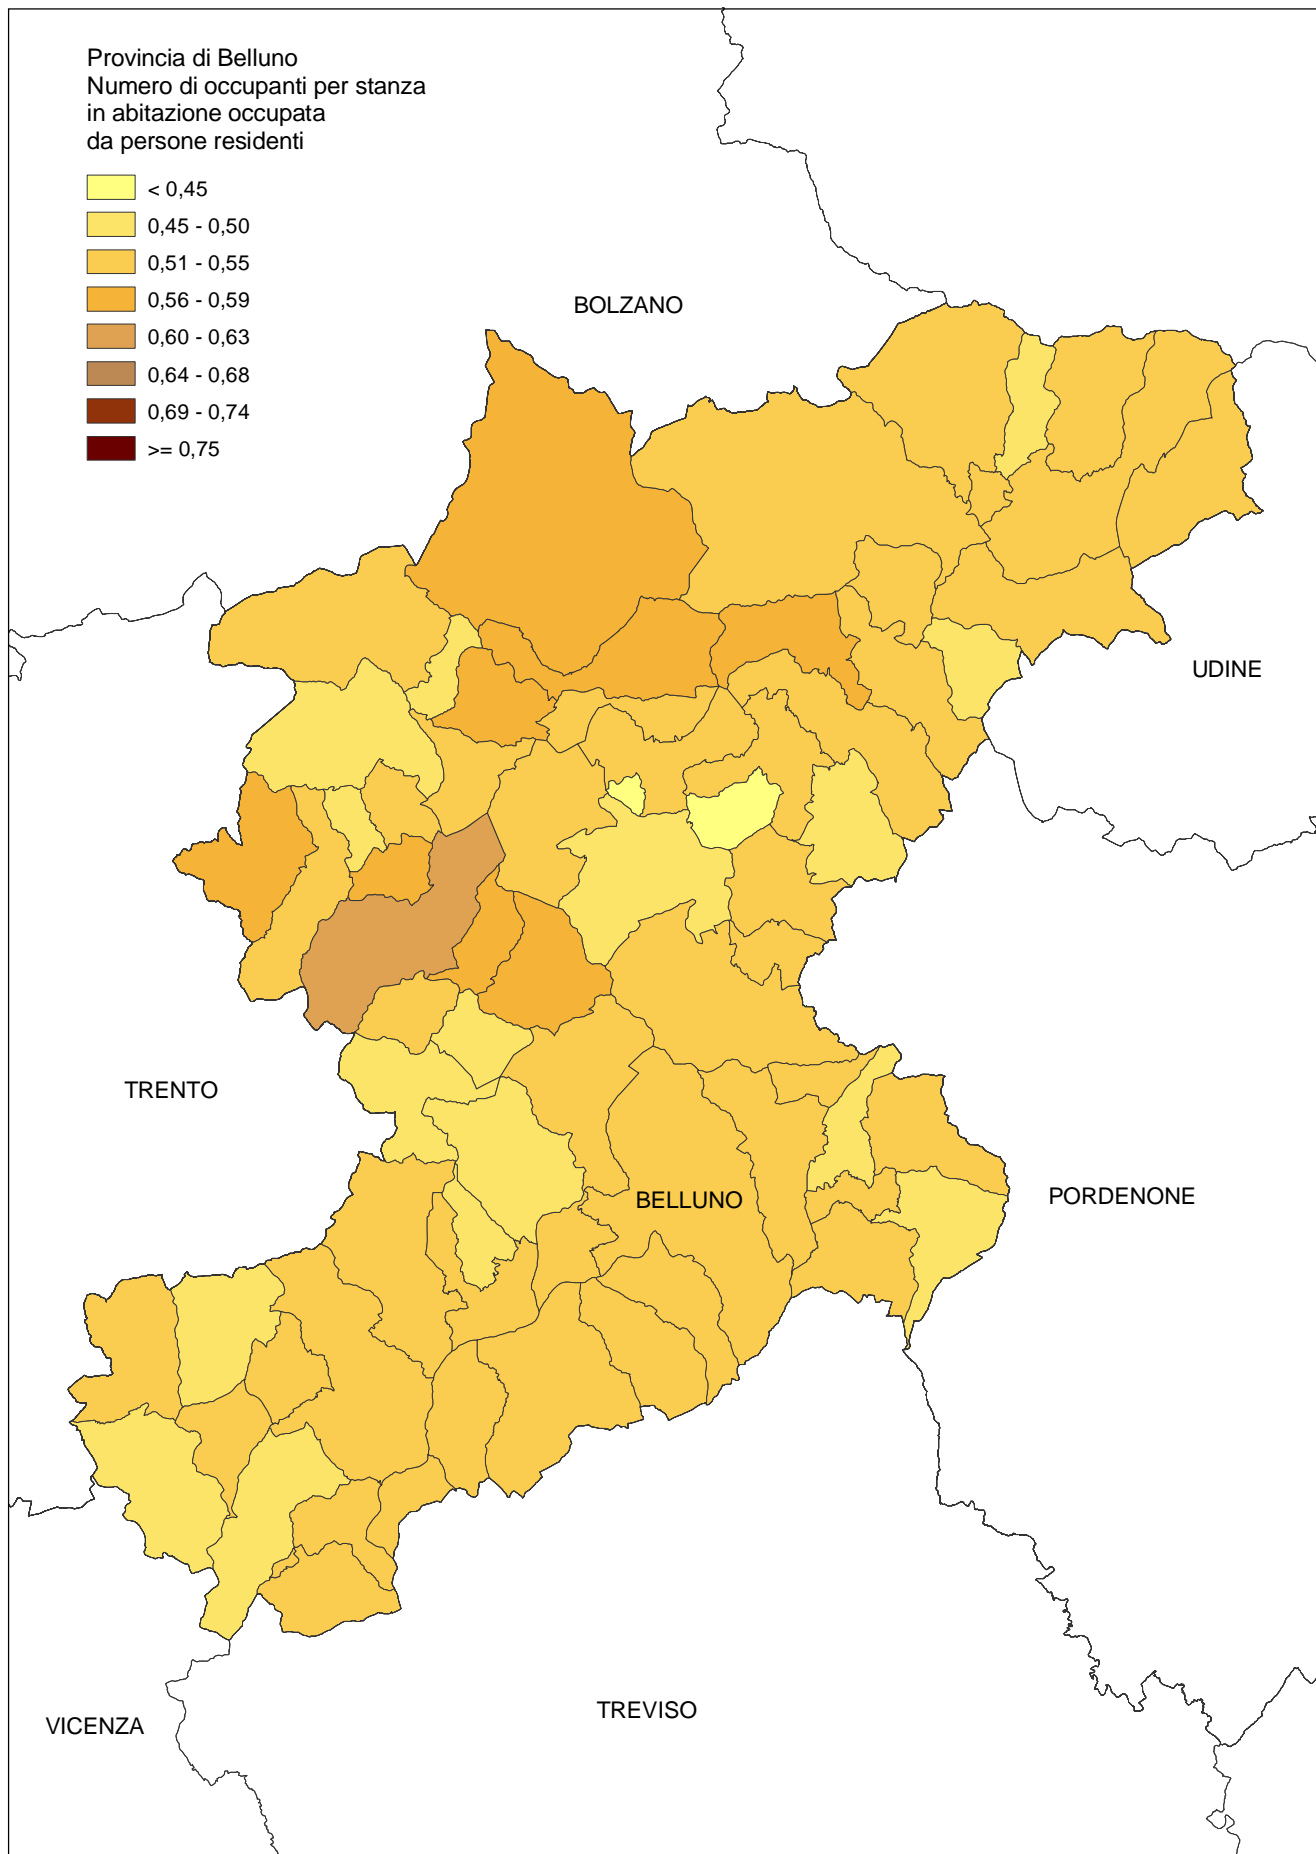 Provincia di Belluno
Numero di occupanti per stanza
in abitazione occupata
da persone residenti
< 0,45
0,45 - 0,50
0,51 - 0,55
0,56 - 0,59
0,60 - 0,63
0,64 - 0,68
0,69 - 0,74
>= 0,75
BOLZANO
UDINE
TRENTO
BELLUNO
PORDENONE
TREVISO
VICENZA